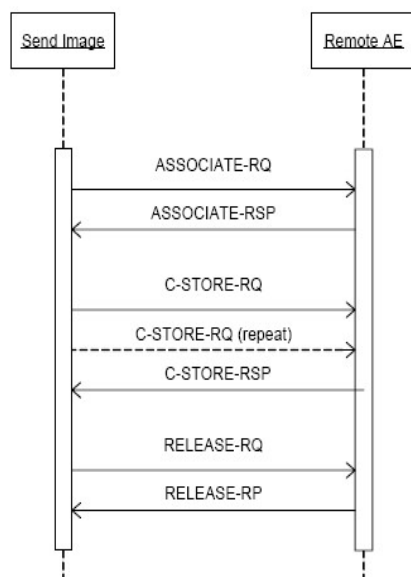 Send Image
Remote AE
ASSOCIATE-RQ
ASSOCIATE-RSP
C-STORE-RQ
C-STORE-RQ (repeat)
C-STORE-RSP
RELEASE-RQ
RELEASE-RP